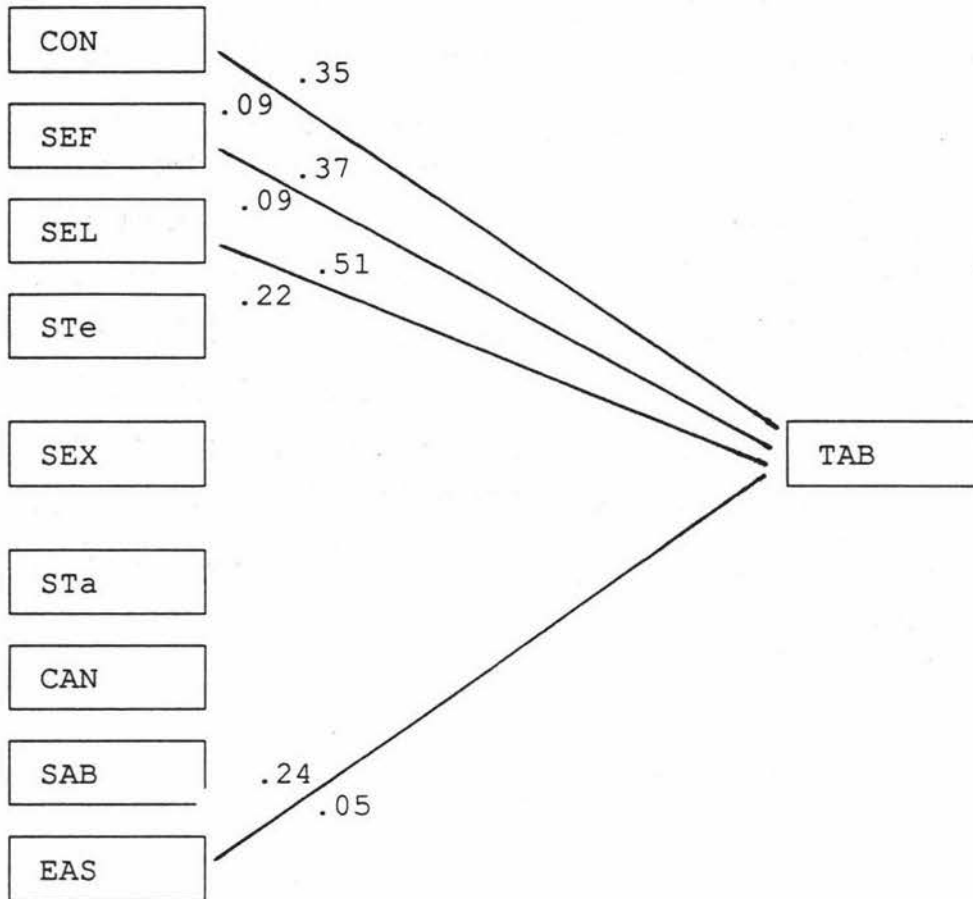 CON
.35
.09
SEF
.37
.09
SEL
.51
.22
STe
SEX
TAB
STa
CAN
SAB
.24
.05
EAS